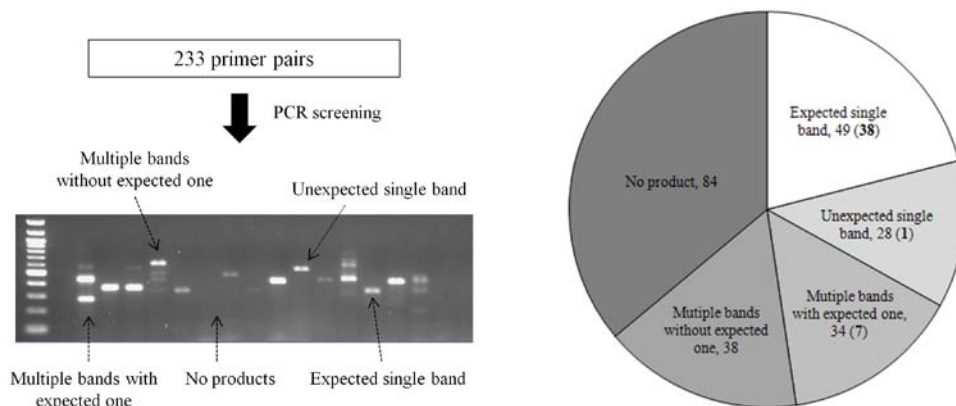 233 primer pairs
PCR screening
Multiple bands
without expected one
Unexpected single band
Multiple bands with
expected one
No products
Expected single band
Expected single
band, 49 (38)
No product, 84
Unexpected single
band, 28 (1)
Mutiple bands
with expected one,
34 (7)
Mutiple bands
without expected
one, 38